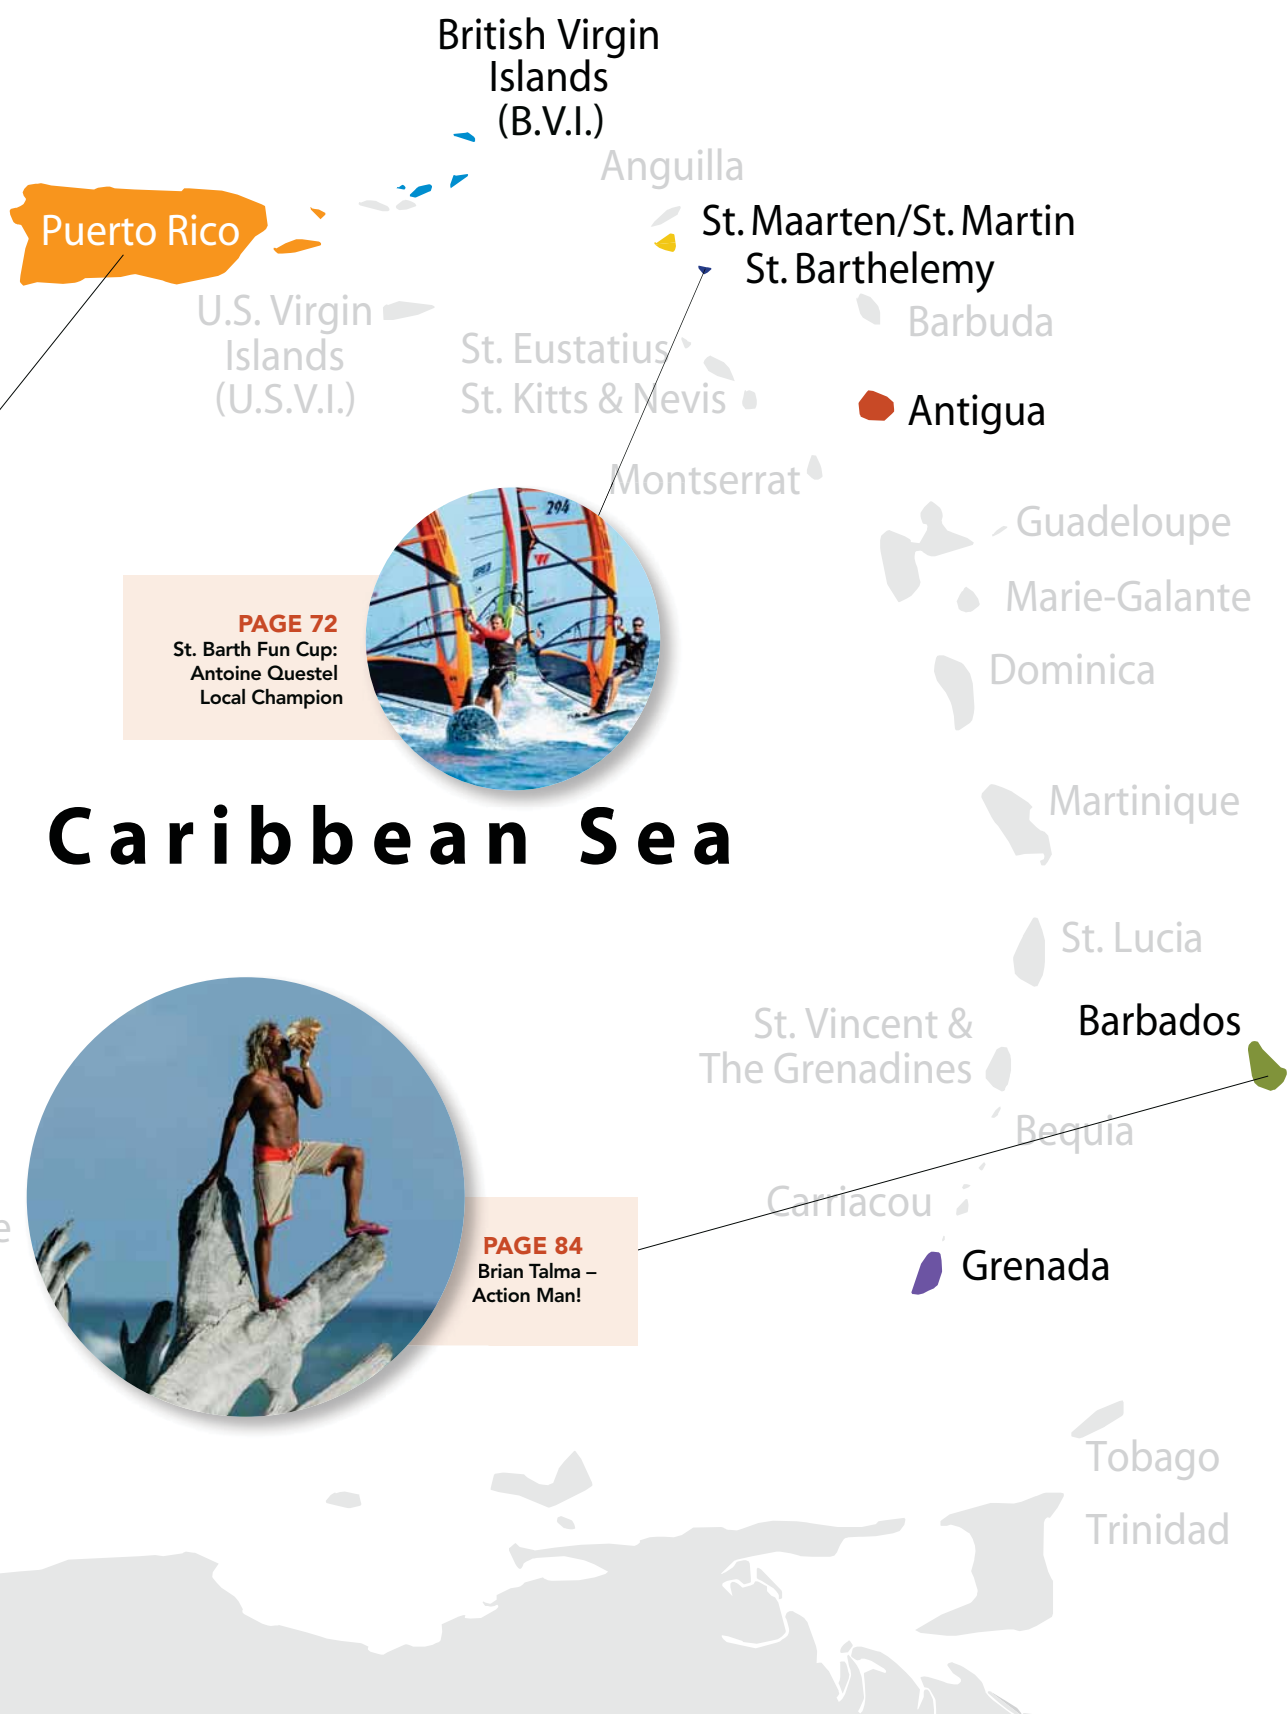 British Virgin
Islands
(B.V.I.)
Anguilla
Puerto Rico
St. Maarten/St. Martin
St. Barthelemy
U.S. Virgin
Islands
(U.S.V.I.)
Barbuda
St. Eustatius
St. Kitts & Nevis
Antigua
Montserrat
294
Guadeloupe
Marie-Galante
PAGE 72
St. Barth Fun Cup:
Antoine Questel
Local Champion
Dominica
Martinique
Caribbean Sea
St. Lucia
Barbados
St. Vincent &
The Grenadines
Bequia
Carriacou
e
PAGE 84
Brian Talma –
Action Man!
Grenada
Tobago
Trinidad